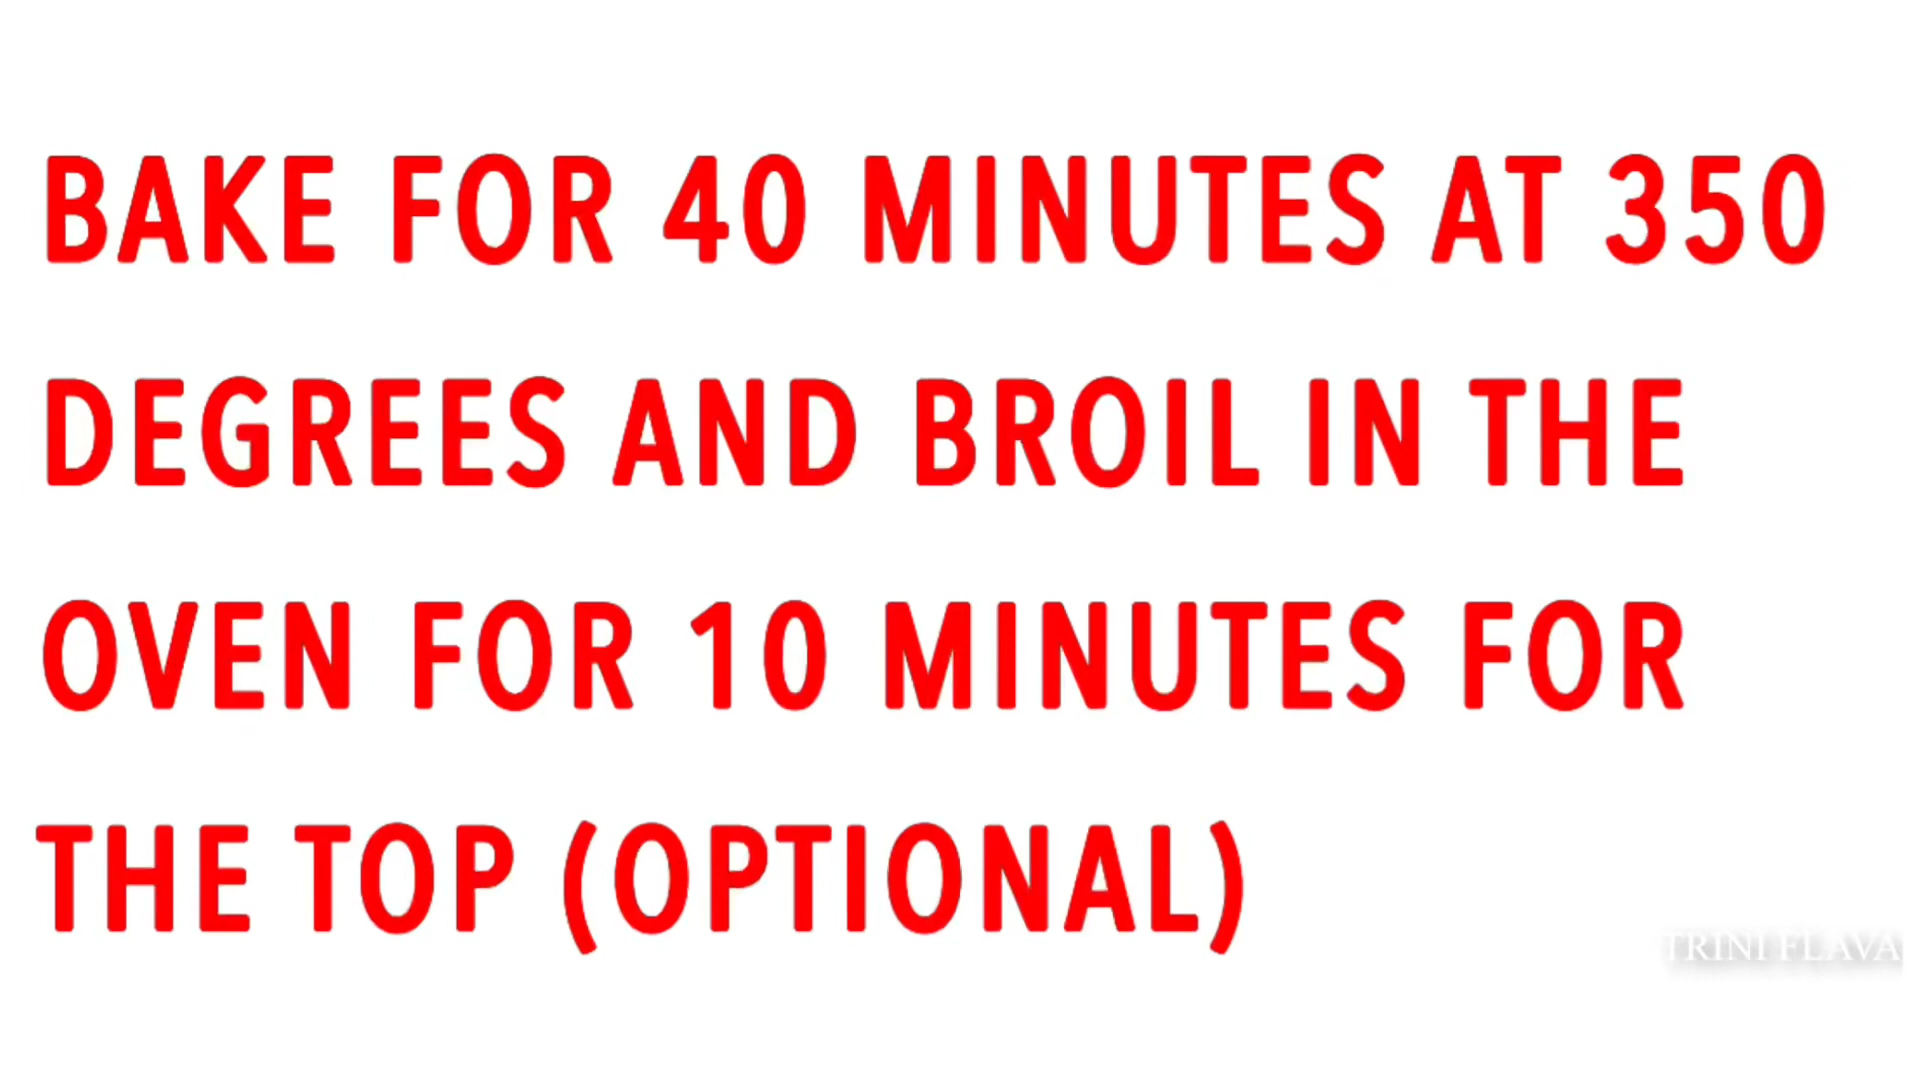 BAKE FOR 40 MINUTES AT 350
DEGREES AND BROIL IN THE
OVEN FOR 10 MINUTES FOR
THE TOP (OPTIONAL)
TRINI FLAVA